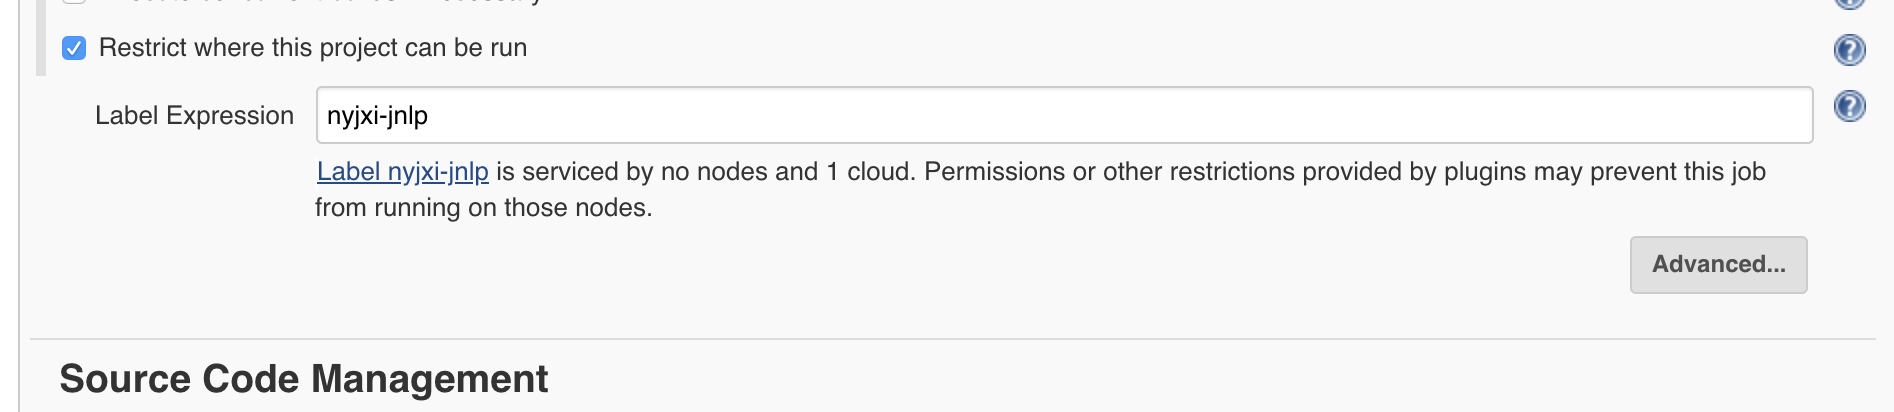 Restrict where this project can be run
Label Expression nyjxi-jnlp
Label nyjxi-jnlp is serviced by no nodes and 1 cloud. Permissions or other restrictions provided by plugins may prevent this job
from running on those nodes.
Advanced...
Source Code Management